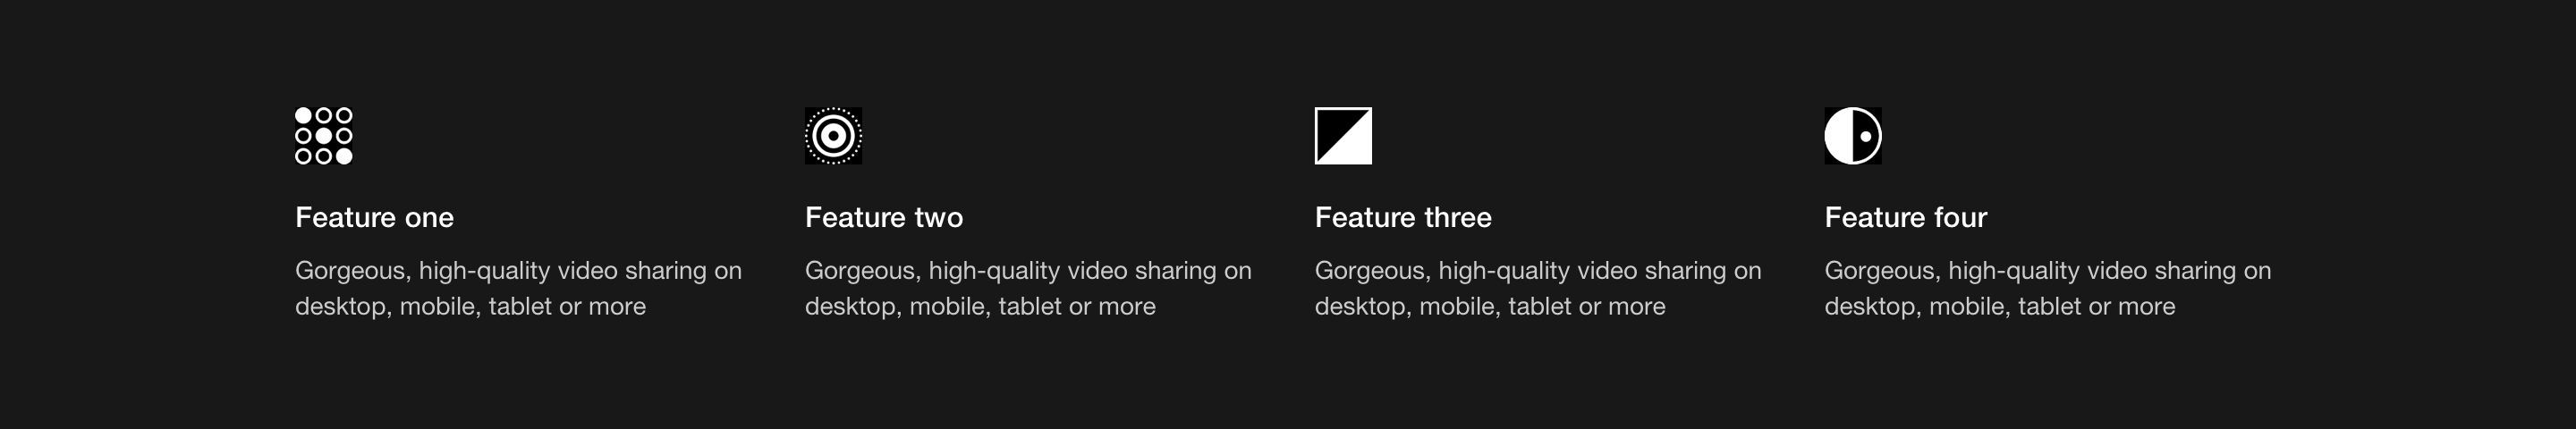 Feature one
Gorgeous, high-quality video sharing on
desktop, mobile, tablet or more
Feature two
Gorgeous, high-quality video sharing on
desktop, mobile, tablet or more
Feature three
Gorgeous, high-quality video sharing on
desktop, mobile, tablet or more
Feature four
Gorgeous, high-quality video sharing on
desktop, mobile, tablet or more